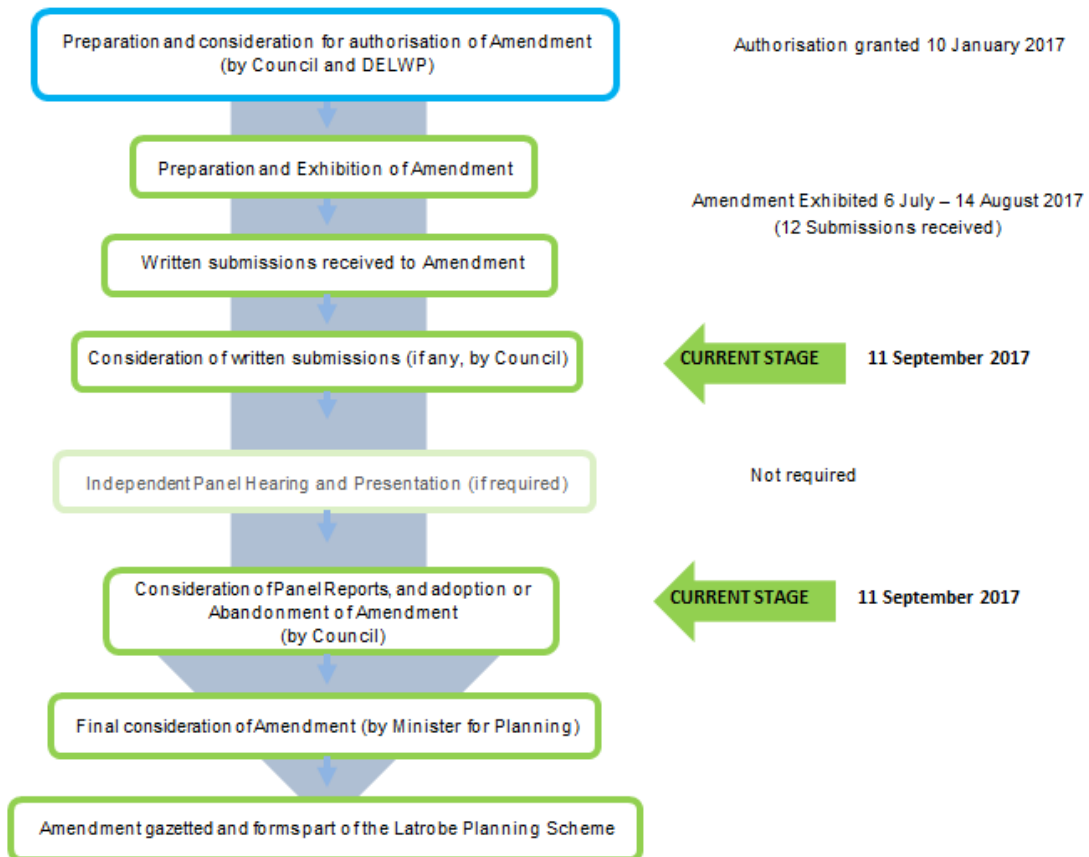 Preparation and consideration for authorisation of Amendment
(by Council and DELWP)
Authorisation granted 10 January 2017
Preparation and Exhibition of Amendment
Amendment Exhibited 6 July – 14 August 2017
(12 Submissions received)
Written submissions received to Amendment
Consideration of written submissions (if any, by Council)
CURRENT STAGE
11 September 2017
Independent Panel Hearing and Presentation (if required)
Not required
Consideration of Panel Reports, and adoption or
Abandonment of Amendment
(by Council)
CURRENT STAGE
11 September 2017
Final consideration of Amendment (by Minister for Planning)
Amendment gazetted and forms part of the Latrobe Planning Scheme